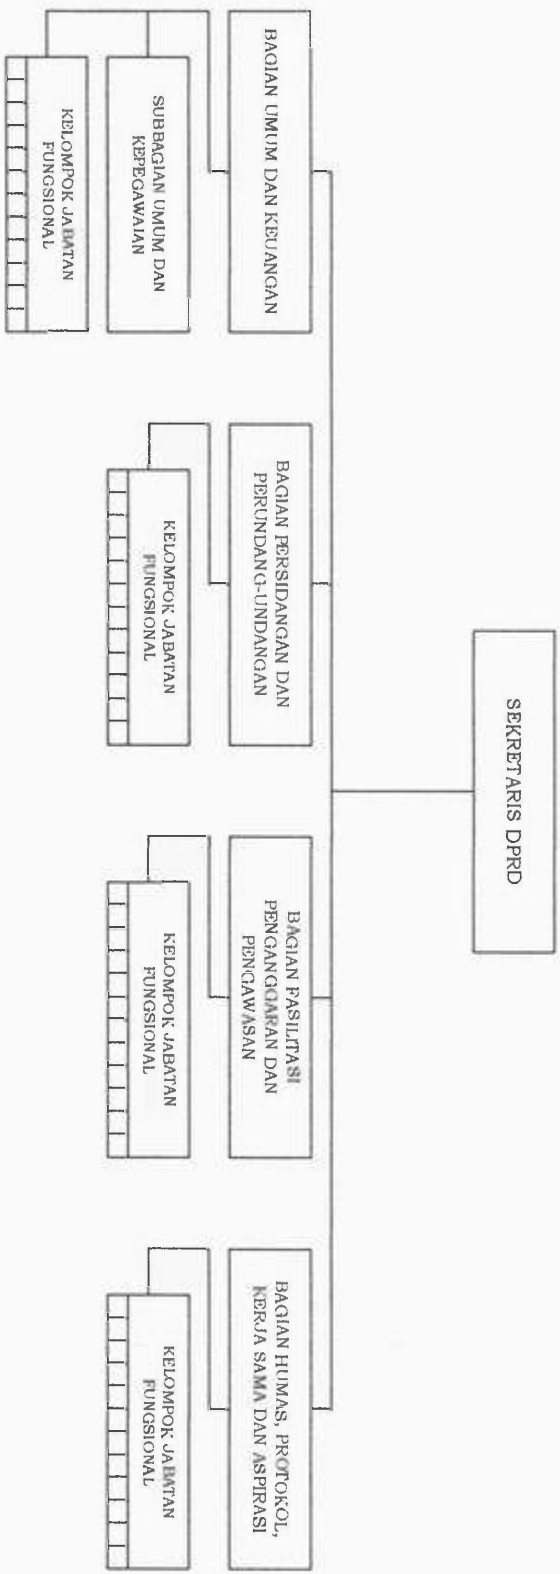 SEKRETARIS DPRD
BAGIAN UMUM DAN KEUANGAN
SUBBAGIAN UMUM DAN
KEPEGAWAIAN
KELOMPOK JABATAN
FUNGSIONAL
BAGIAN PERSIDANGAN DAN
PERUNDANG-UNDANGAN
KELOMPOK JABATAN
FUNGSIONAL
BAGIAN FASILITASI
PENGANGGARAN DAN
PENGAWASAN
KELOMPOK JABATAN
FUNGSIONAL
BAGIAN HUMAS, PROTOKOL,
KERJA SAMA DAN ASPIRASI
KELOMPOK JABATAN
FUNGSIONAL